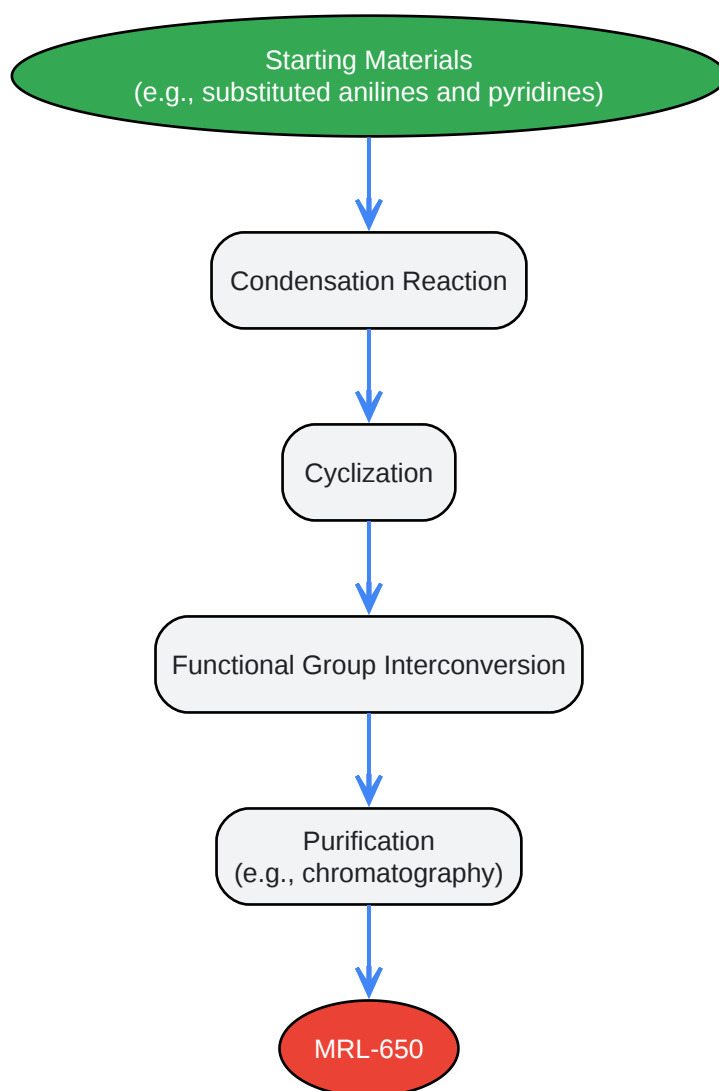 Starting Materials
(e.g., substituted anilines and pyridines)
Condensation Reaction
Cyclization
Functional Group Interconversion
Purification
(e.g., chromatography)
MRL-650